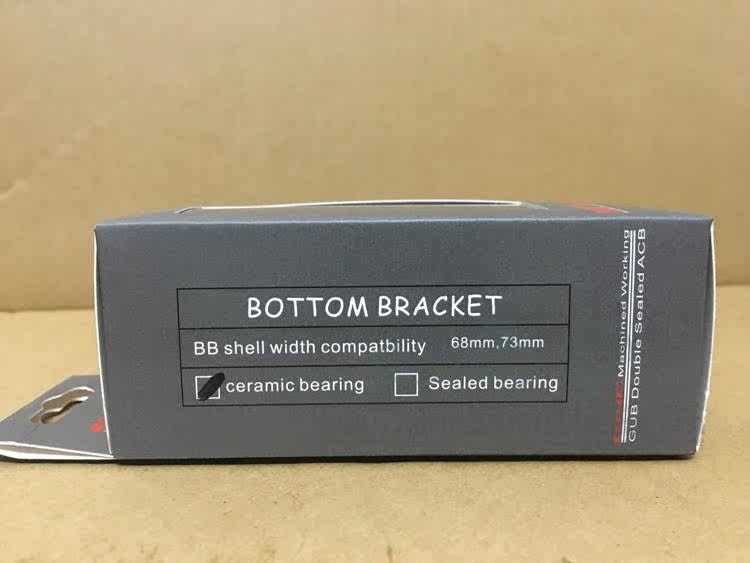 BOTTOM BRACKET
BB shell width compatbility 68mm,73mm
ceramic bearing Sealed bearing
Machined Working
GUB Double Sealed ACB